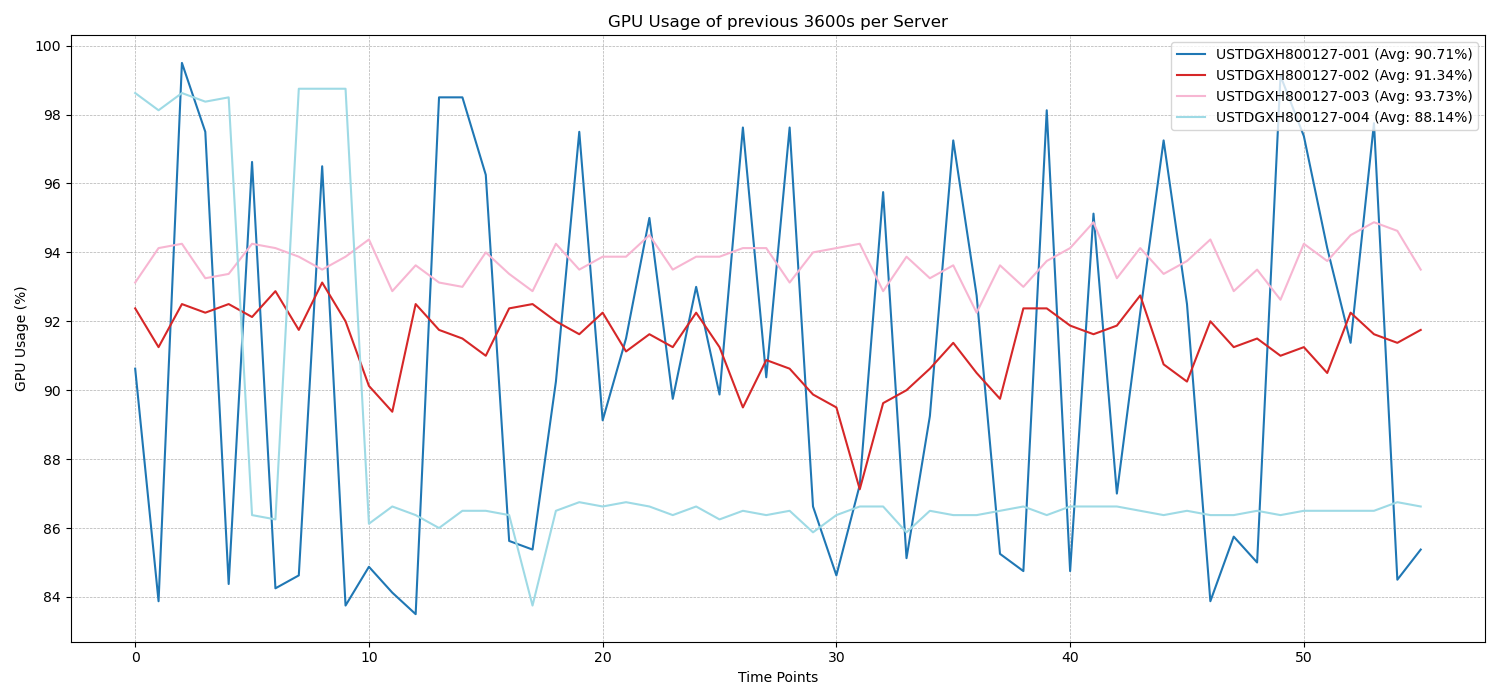 GPU Usage of previous 3600s per Server
USTDGXH800127-001 (Avg: 90.71%)
USTDGXH800127-002 (Avg: 91.34%)
USTDGXH800127-003 (Avg: 93.73%)
USTDGXH800127-004 (Avg: 88.14%)
GPU Usage (%)
100
98
96
94
92
90
88
86
84
0 10 20 30 40 50
Time Points